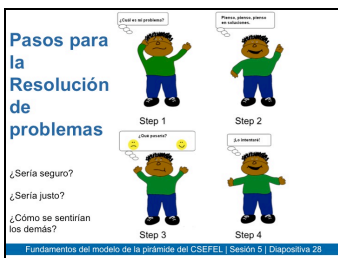 Pasos para
la
Resolución
de
problemas
¿Cuál es mi problema?
Step 1
Pienso, pienso, pienso
en soluciones.
Step 2
¿Qué pasaría?
Step 3
¡Lo intentaré!
Step 4
¿Sería seguro?
¿Sería justo?
¿Cómo se sentirían
los demás?
Fundamentos del modelo de la pirámide del CSEFEL | Sesión 5 | Diapositiva 28